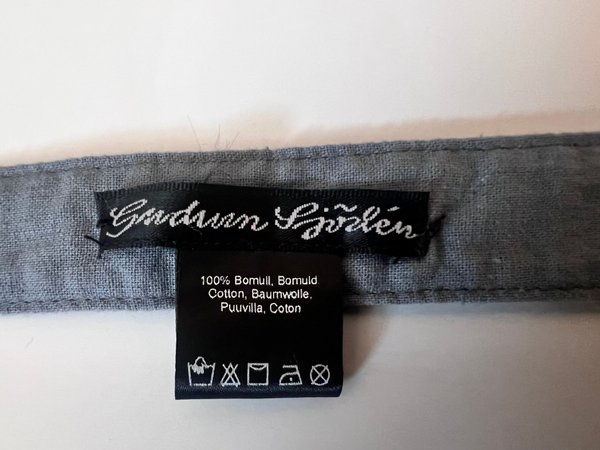 Gudrun Sjödén
100% Bomull, Bomuld
Cotton, Baumwolle,
Puuvilla, Coton